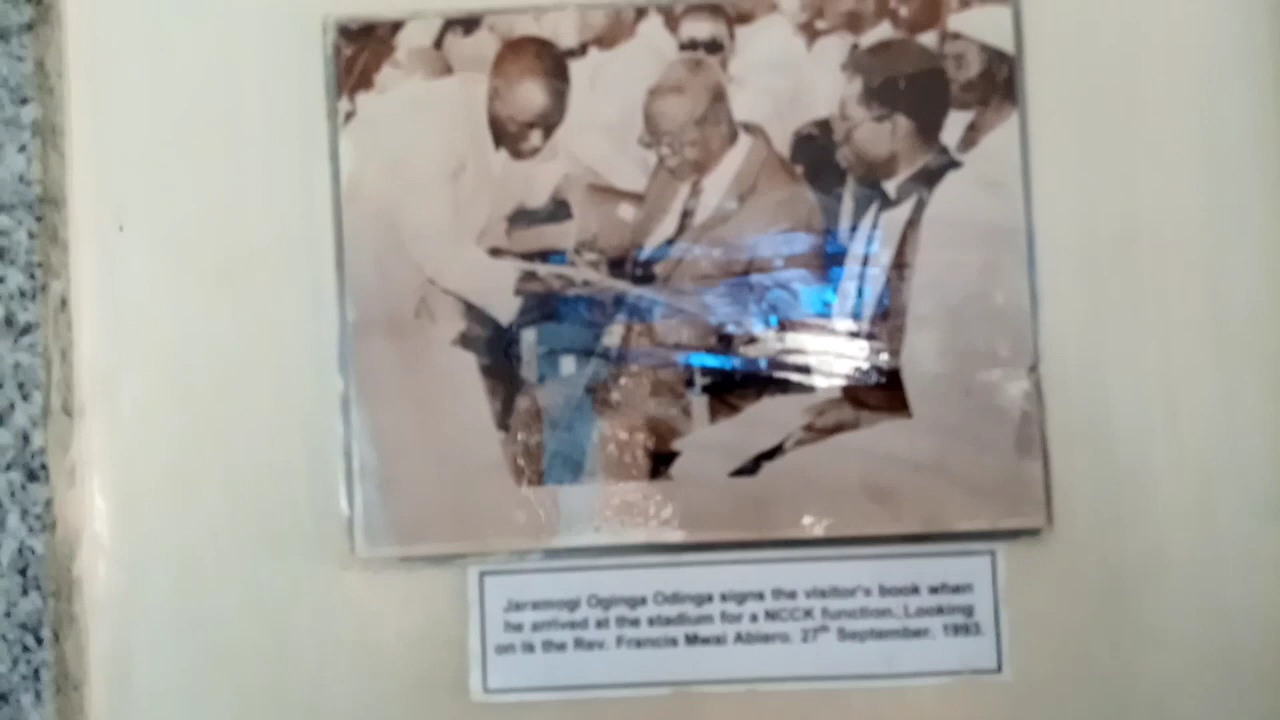 Jaramogi Oginga Odinga signs the visitor's book when
he arrived at the stadium for a NCCK function. Looking
on is the Rev. Francis Mwai Abiero. 27th September, 1993.